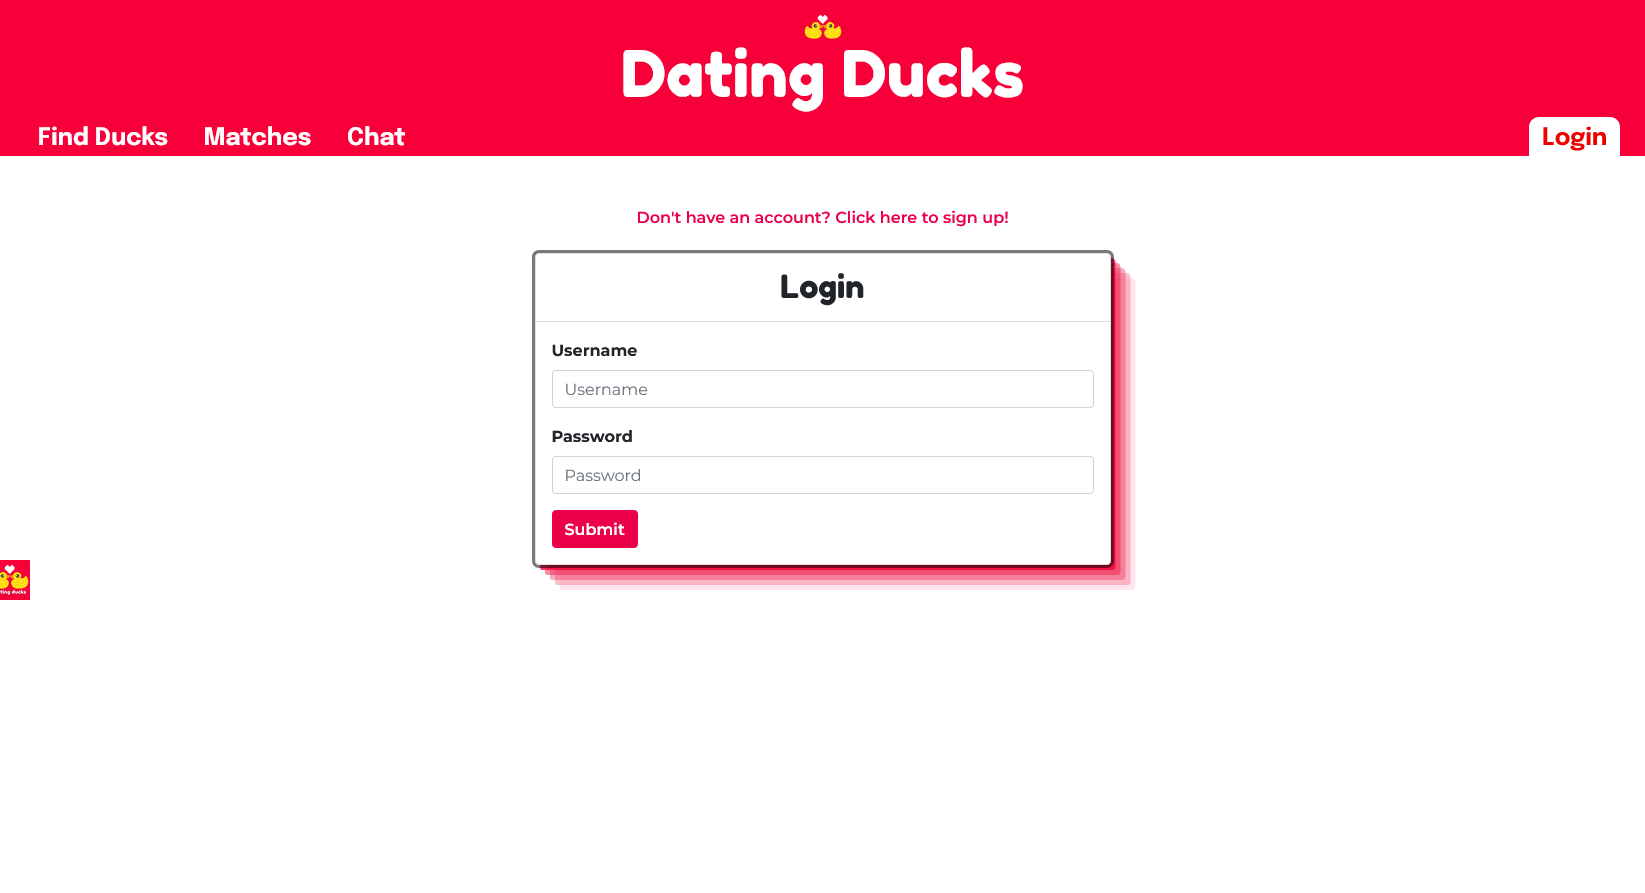 Dating Ducks
Find Ducks Matches Chat Login
Don't have an account? Click here to sign up!
Login
Username
Username
Password
Password
Submit
ting ducks